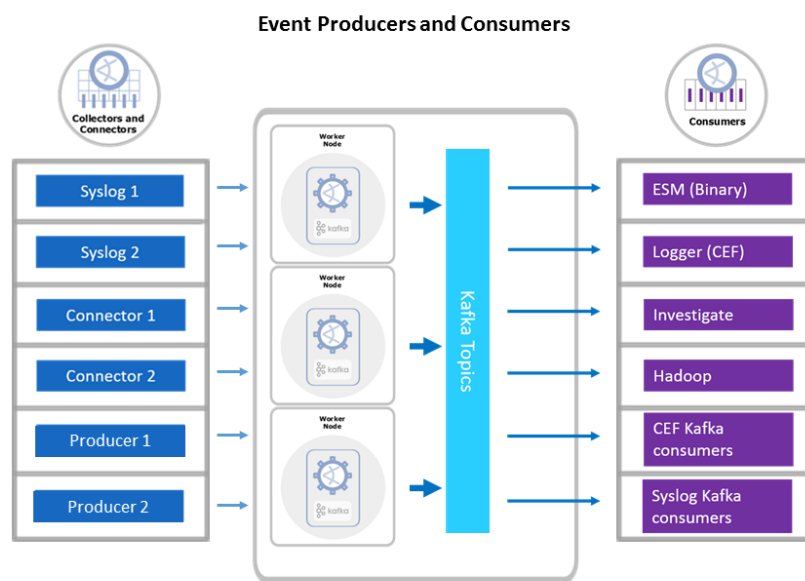 Event Producers and Consumers
Collectors and
Connectors
Syslog 1
Syslog 2
Connector 1
Connector 2
Producer 1
Producer 2
Worker
Node
kafka
Worker
Node
kafka
Worker
Node
kafka
Kafka Topics
Consumers
ESM (Binary)
Logger (CEF)
Investigate
Hadoop
CEF Kafka
consumers
Syslog Kafka
consumers